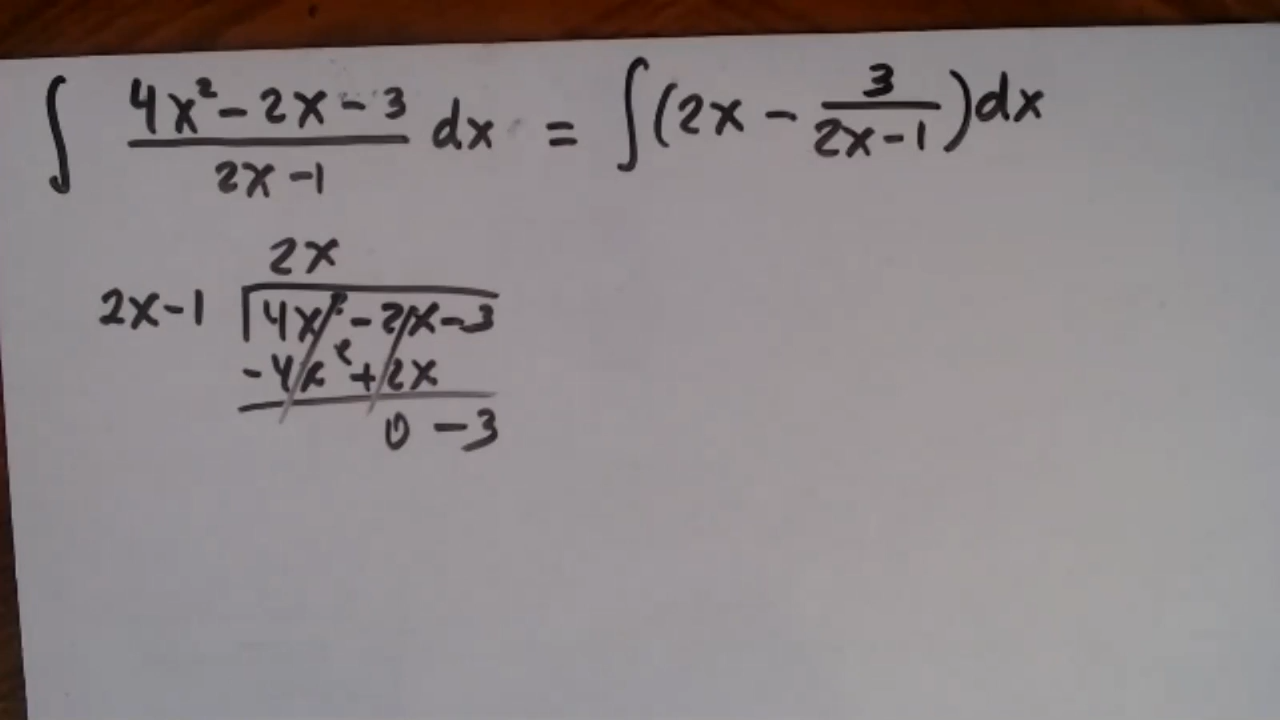 ∫ (4x² - 2x - 3)/(2x - 1) dx = ∫(2x - 3/(2x - 1))dx
2x
2x - 1 4x² - 2x - 3
- 4x² + 2x
0 - 3